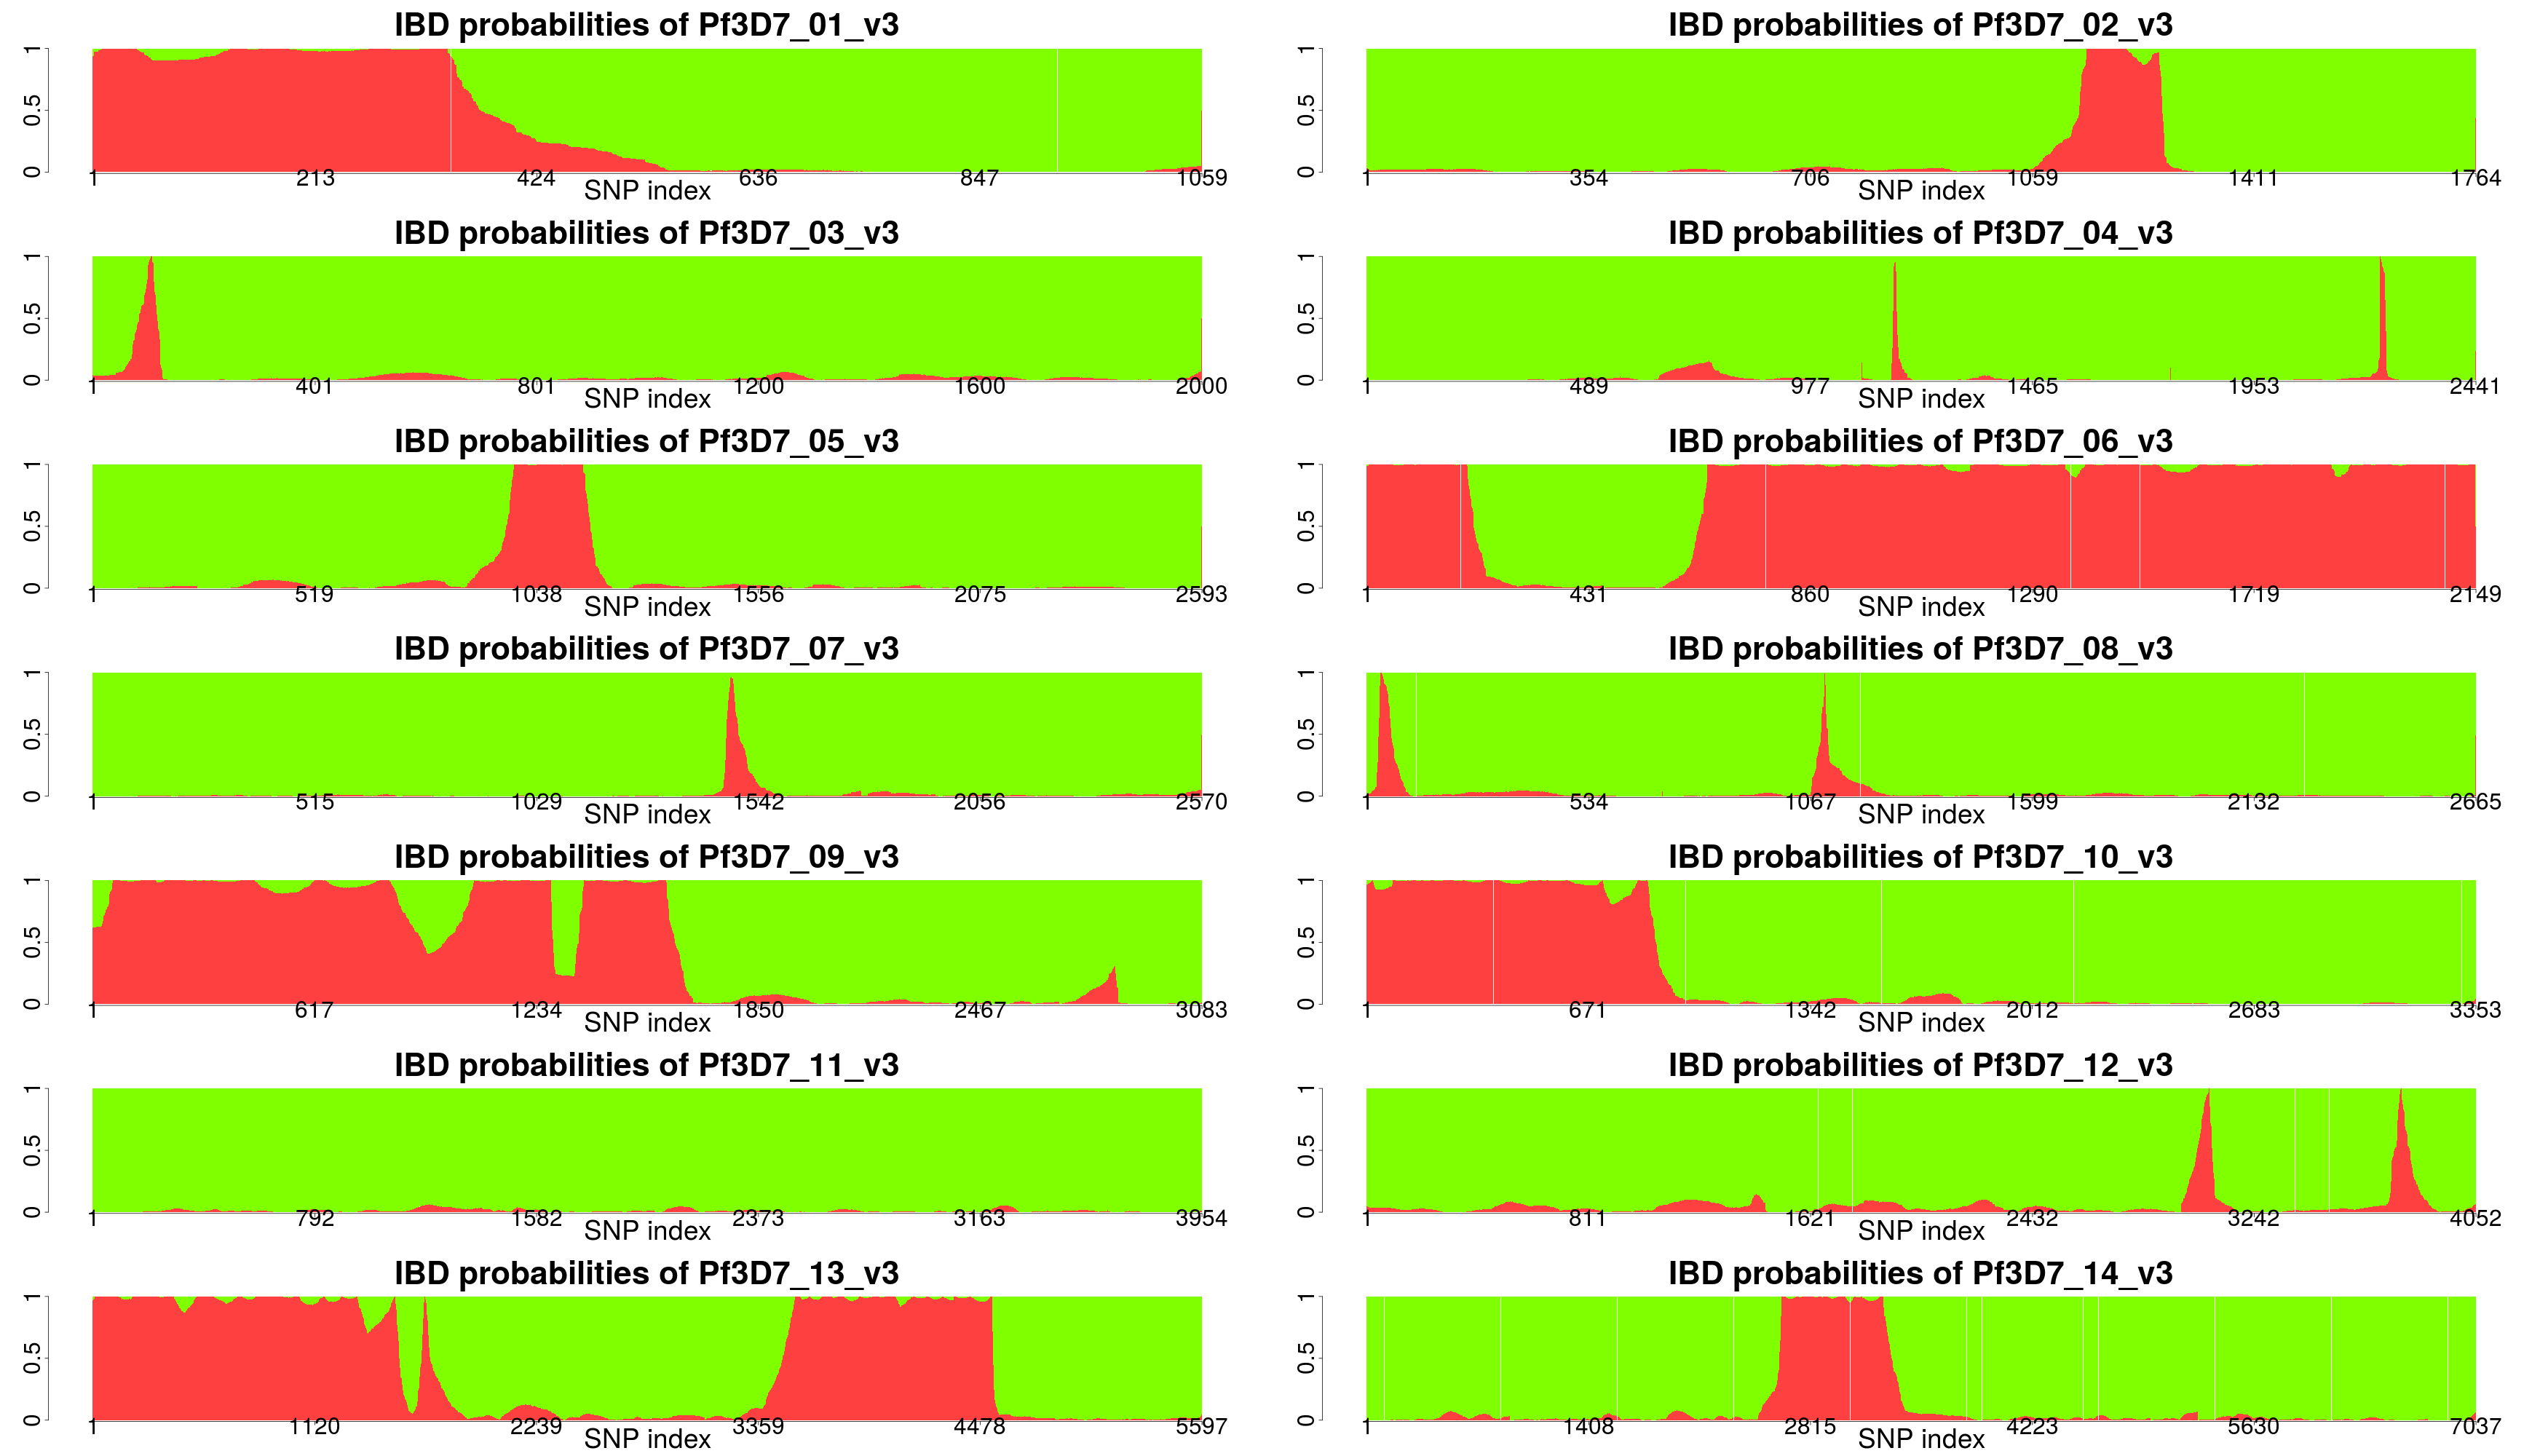 IBD probabilities of Pf3D7_01_v3
0 0.5 1
1 213 424 636 847 1059
SNP index
IBD probabilities of Pf3D7_02_v3
0 0.5 1
1 354 706 1059 1411 1764
SNP index
IBD probabilities of Pf3D7_03_v3
0 0.5 1
1 401 801 1200 1600 2000
SNP index
IBD probabilities of Pf3D7_04_v3
0 0.5 1
1 489 977 1465 1953 2441
SNP index
IBD probabilities of Pf3D7_05_v3
0 0.5 1
1 519 1038 1556 2075 2593
SNP index
IBD probabilities of Pf3D7_06_v3
0 0.5 1
1 431 860 1290 1719 2149
SNP index
IBD probabilities of Pf3D7_07_v3
0 0.5 1
1 515 1029 1542 2056 2570
SNP index
IBD probabilities of Pf3D7_08_v3
0 0.5 1
1 534 1067 1599 2132 2665
SNP index
IBD probabilities of Pf3D7_09_v3
0 0.5 1
1 617 1234 1850 2467 3083
SNP index
IBD probabilities of Pf3D7_10_v3
0 0.5 1
1 671 1342 2012 2683 3353
SNP index
IBD probabilities of Pf3D7_11_v3
0 0.5 1
1 792 1582 2373 3163 3954
SNP index
IBD probabilities of Pf3D7_12_v3
0 0.5 1
1 811 1621 2432 3242 4052
SNP index
IBD probabilities of Pf3D7_13_v3
0 0.5 1
1 1120 2239 3359 4478 5597
SNP index
IBD probabilities of Pf3D7_14_v3
0 0.5 1
1 1408 2815 4223 5630 7037
SNP index